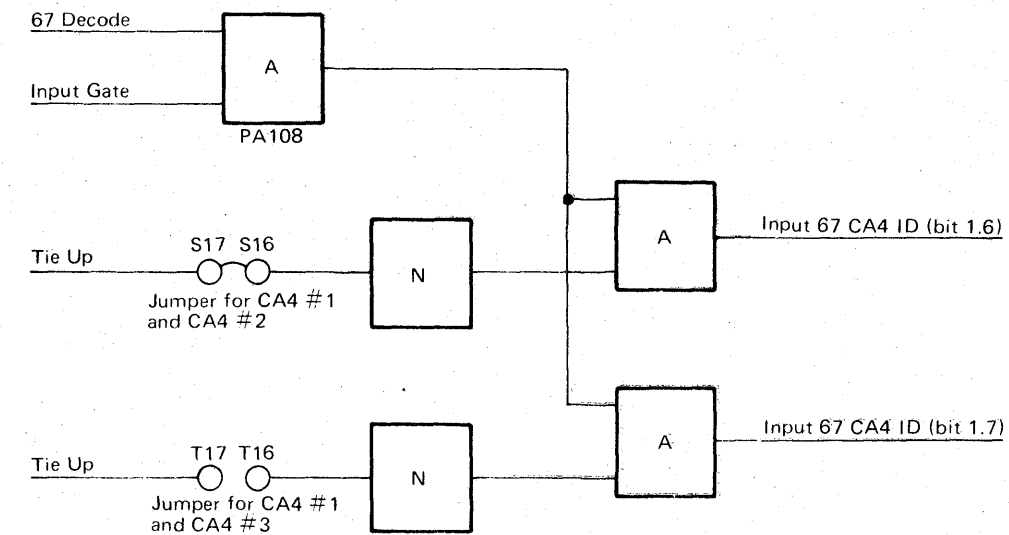 67 Decode
A
Input Gate
PA108
A
Input 67 CA4 ID (bit 1.6)
Tie Up
S17 S16
N
Jumper for CA4 #1
and CA4 #2
A
Input 67 CA4 ID (bit 1.7)
Tie Up
T17 T16
N
Jumper for CA4 #1
and CA4 #3